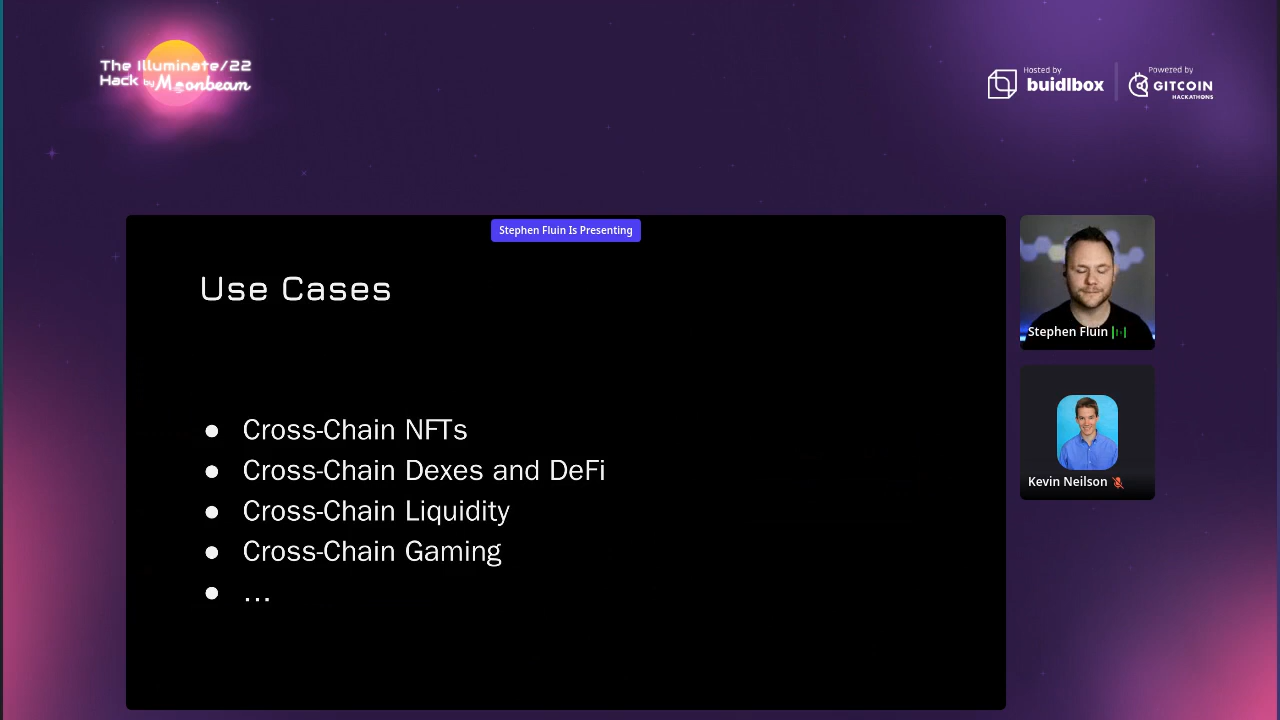 The Illuminate/22
Hack by Moonbeam
Hosted by
buidlbox
Powered by
GITCOIN
HACKATHONS
Stephen Fluin Is Presenting
Use Cases
● Cross-Chain NFTs
● Cross-Chain Dexes and DeFi
● Cross-Chain Liquidity
● Cross-Chain Gaming
● ...
Stephen Fluin
Kevin Neilson